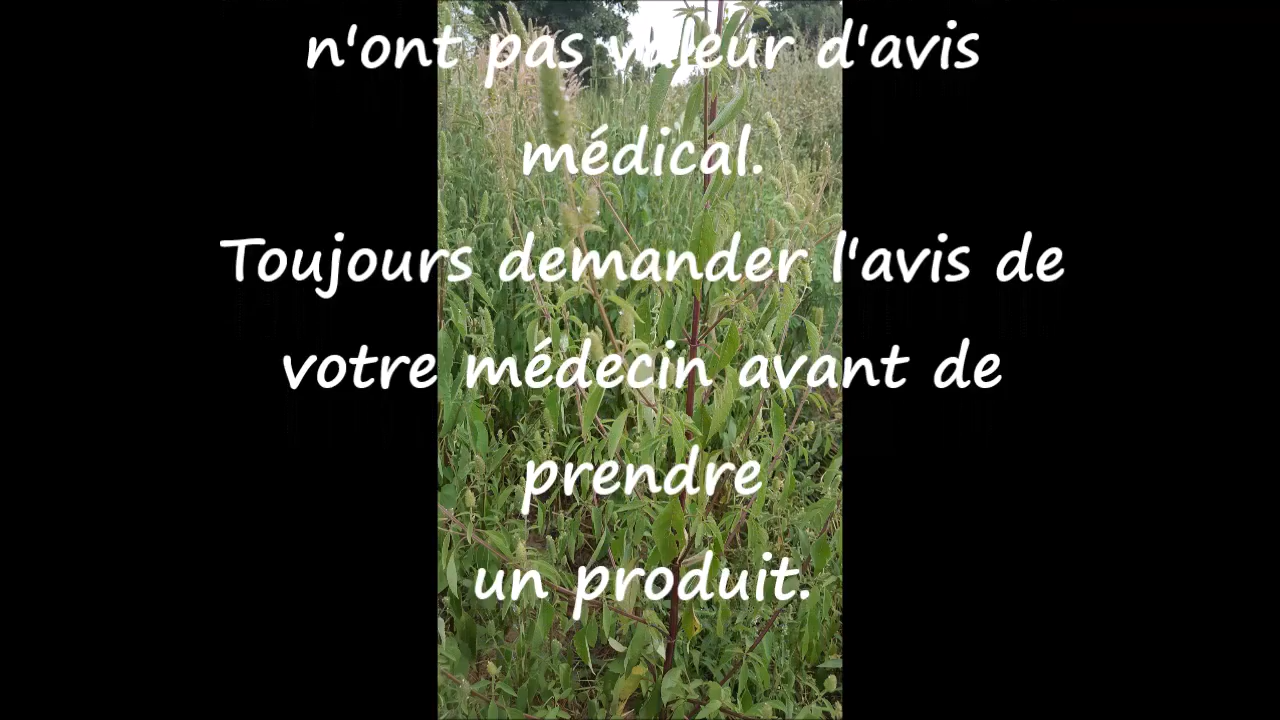 n'ont pas valeur d'avis
médical.
Toujours demander l'avis de
votre médecin avant de
prendre
un produit.